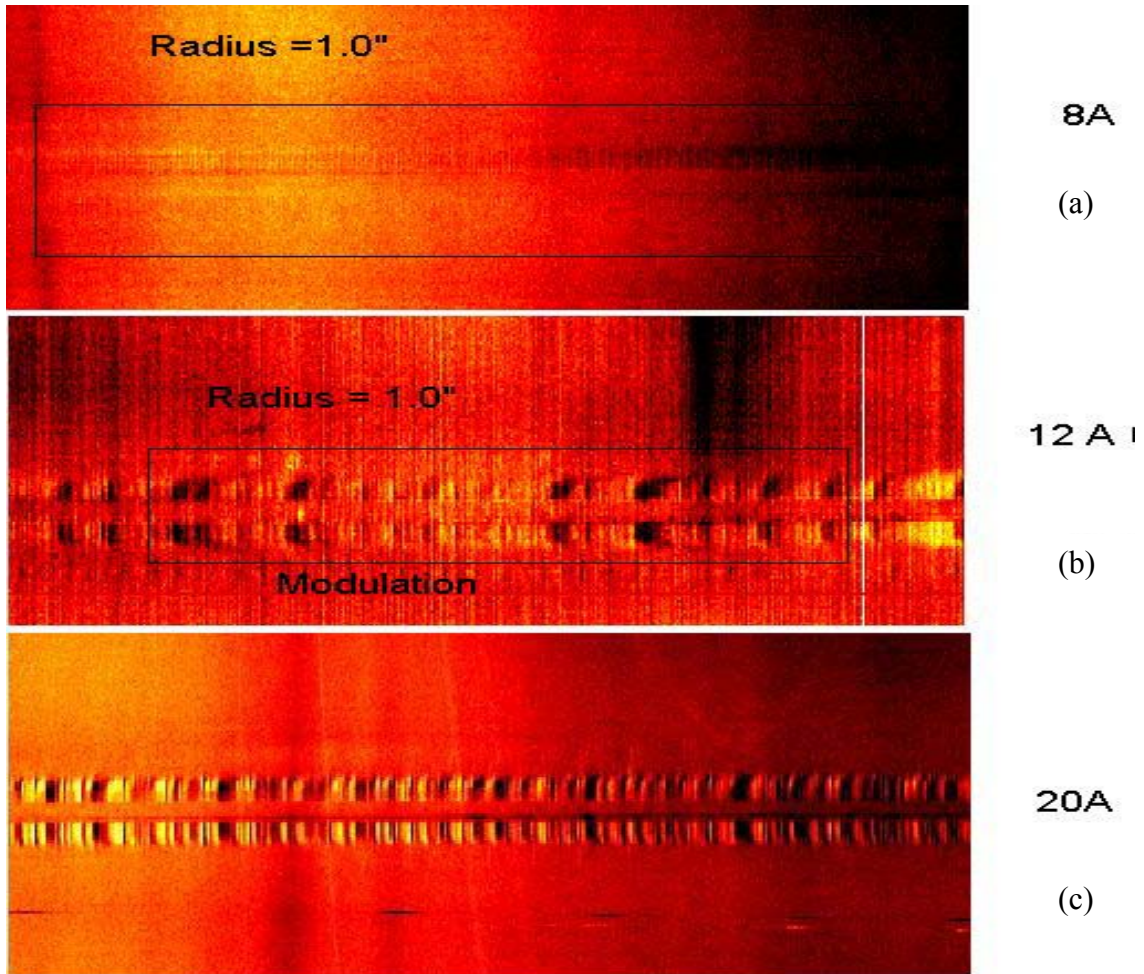 Radius =1.0"
8A
(a)
Radius = 1.0"
12 A
(b)
Modulation
20A
(c)